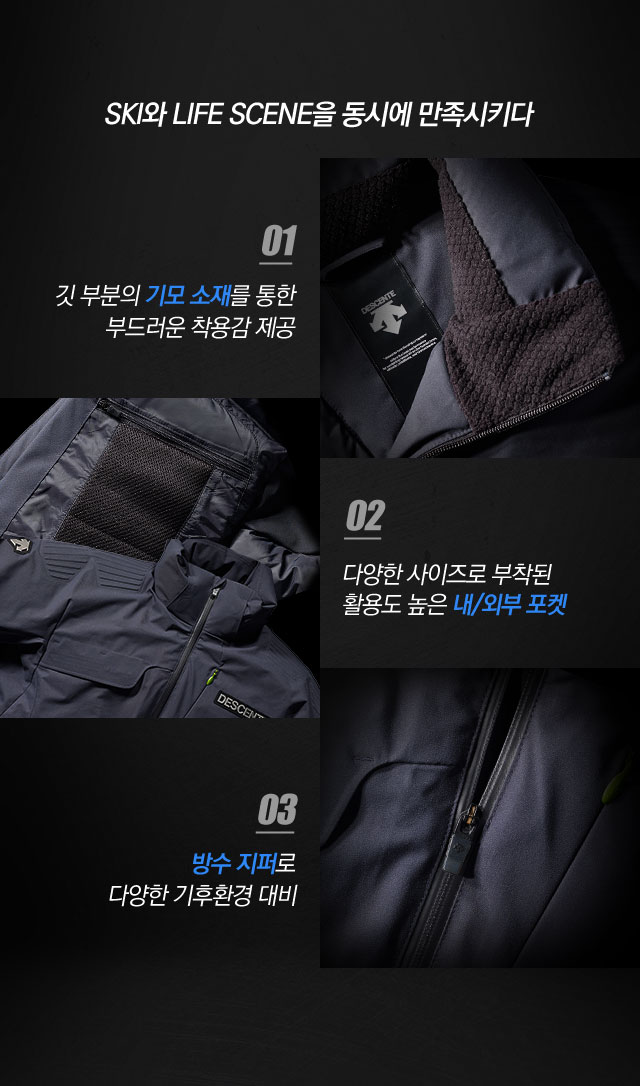 SKI와 LIFE SCENE을 동시에 만족시키다
01
깃 부분의 기모 소재를 통한
부드러운 착용감 제공
DESCENTE
02
다양한 사이즈로 부착된
활용도 높은 내/외부 포켓
DESCENTE
03
방수 지퍼로
다양한 기후환경 대비